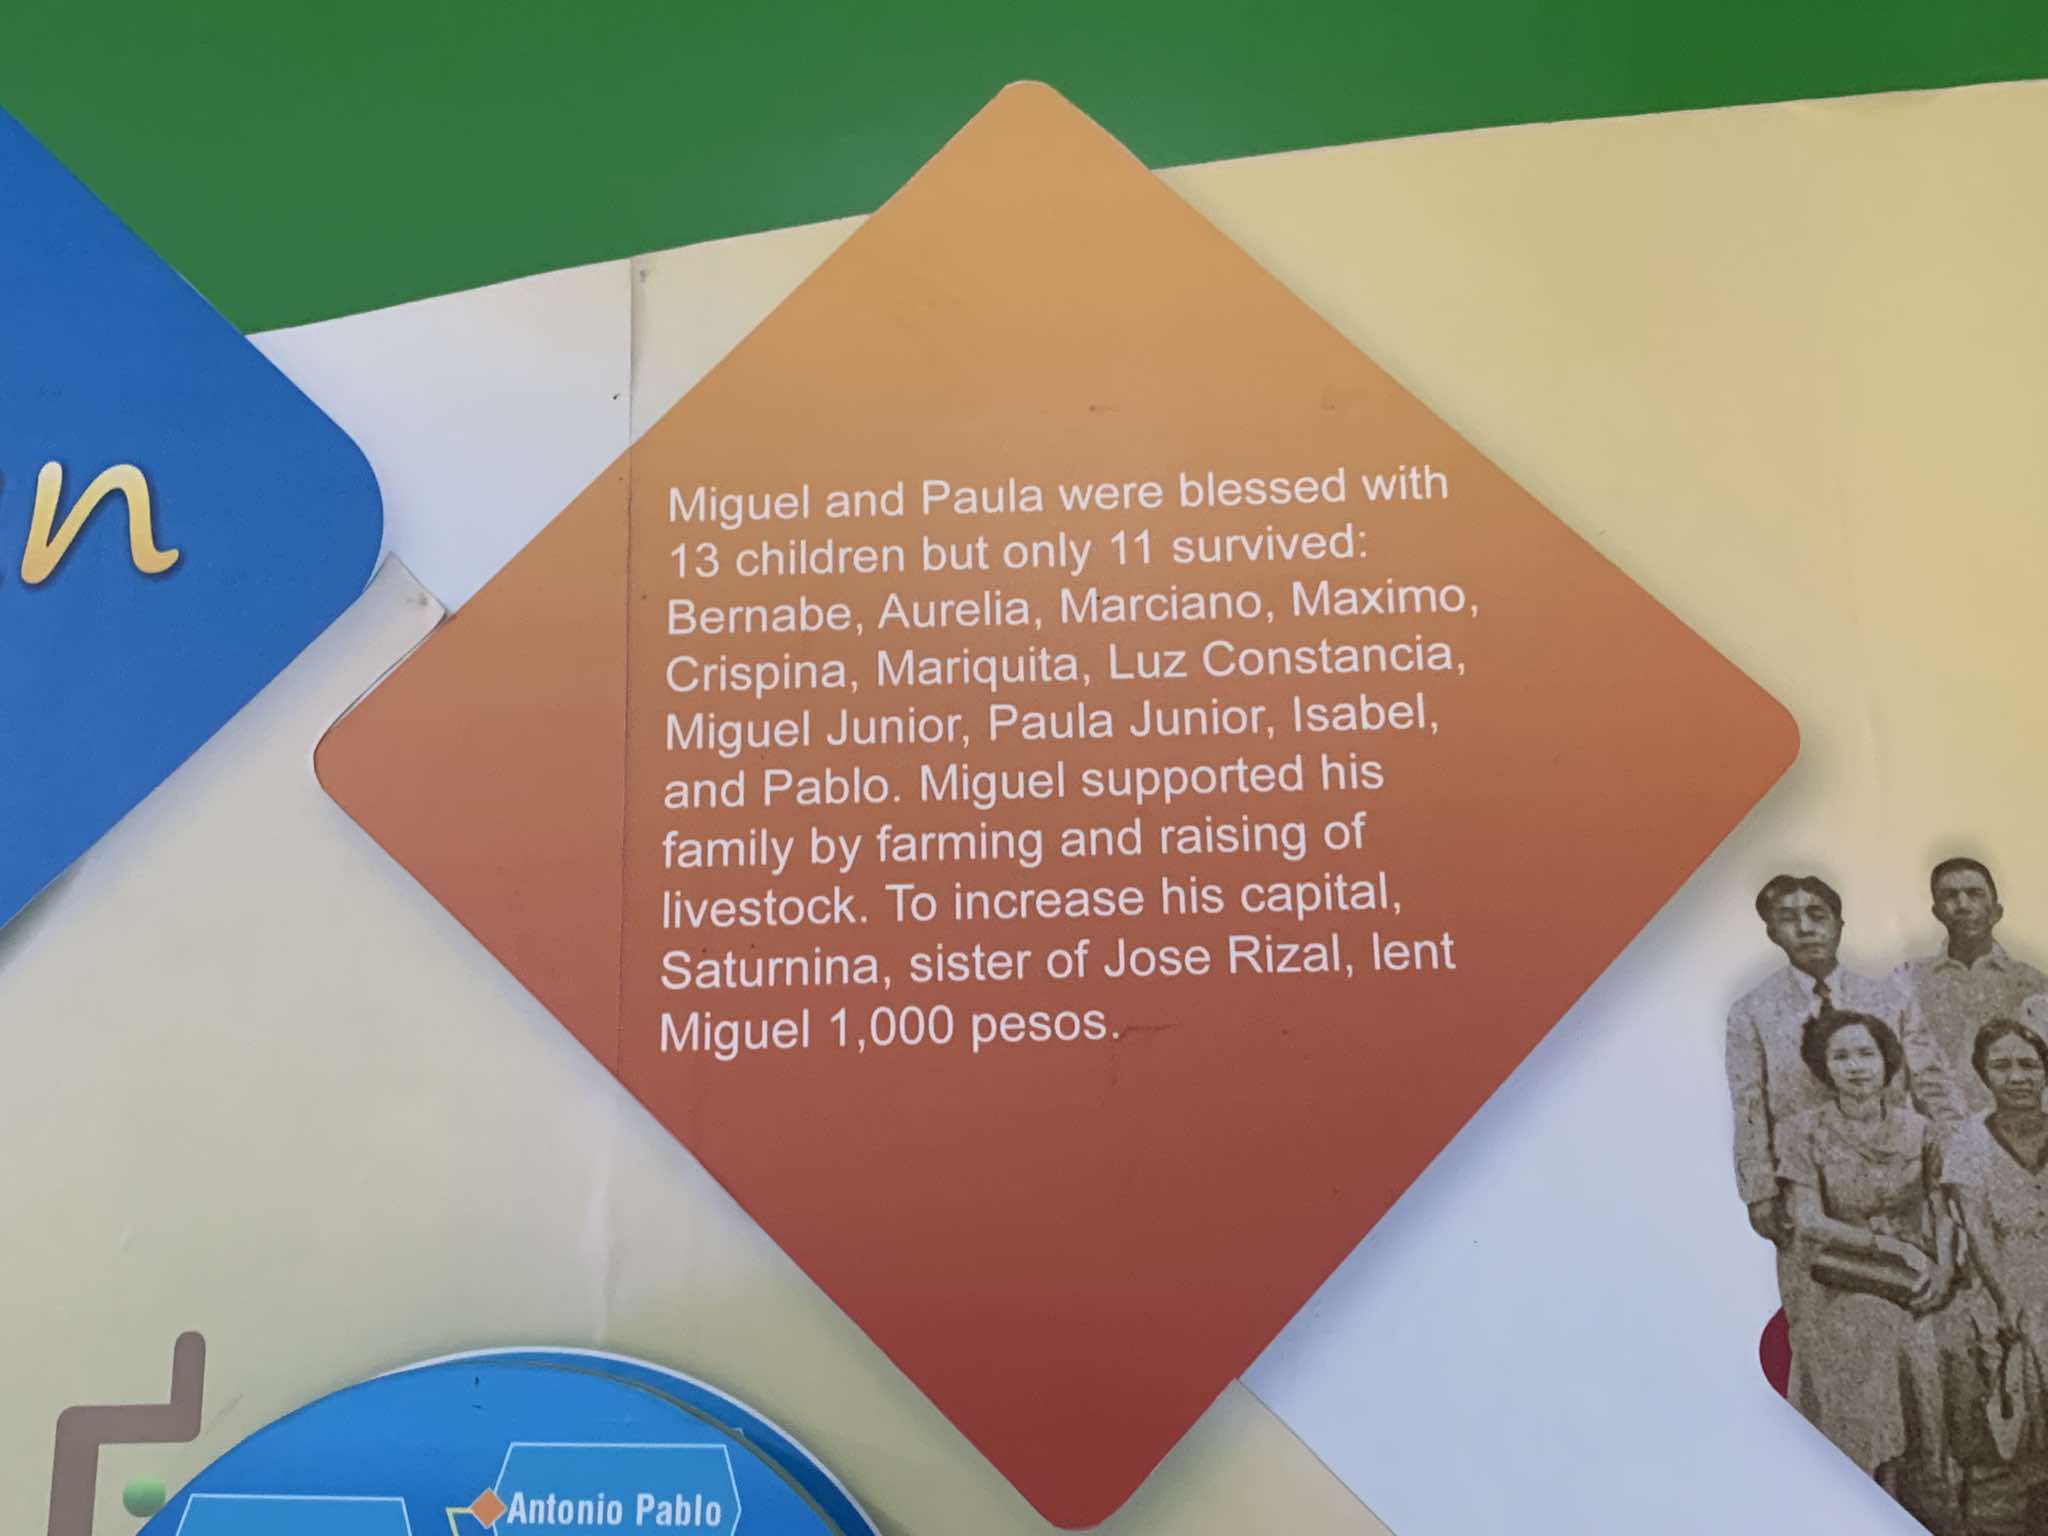 n
Miguel and Paula were blessed with
13 children but only 11 survived:
Bernabe, Aurelia, Marciano, Maximo,
Crispina, Mariquita, Luz Constancia,
Miguel Junior, Paula Junior, Isabel,
and Pablo. Miguel supported his
family by farming and raising of
livestock. To increase his capital,
Saturnina, sister of Jose Rizal, lent
Miguel 1,000 pesos.
Antonio Pablo